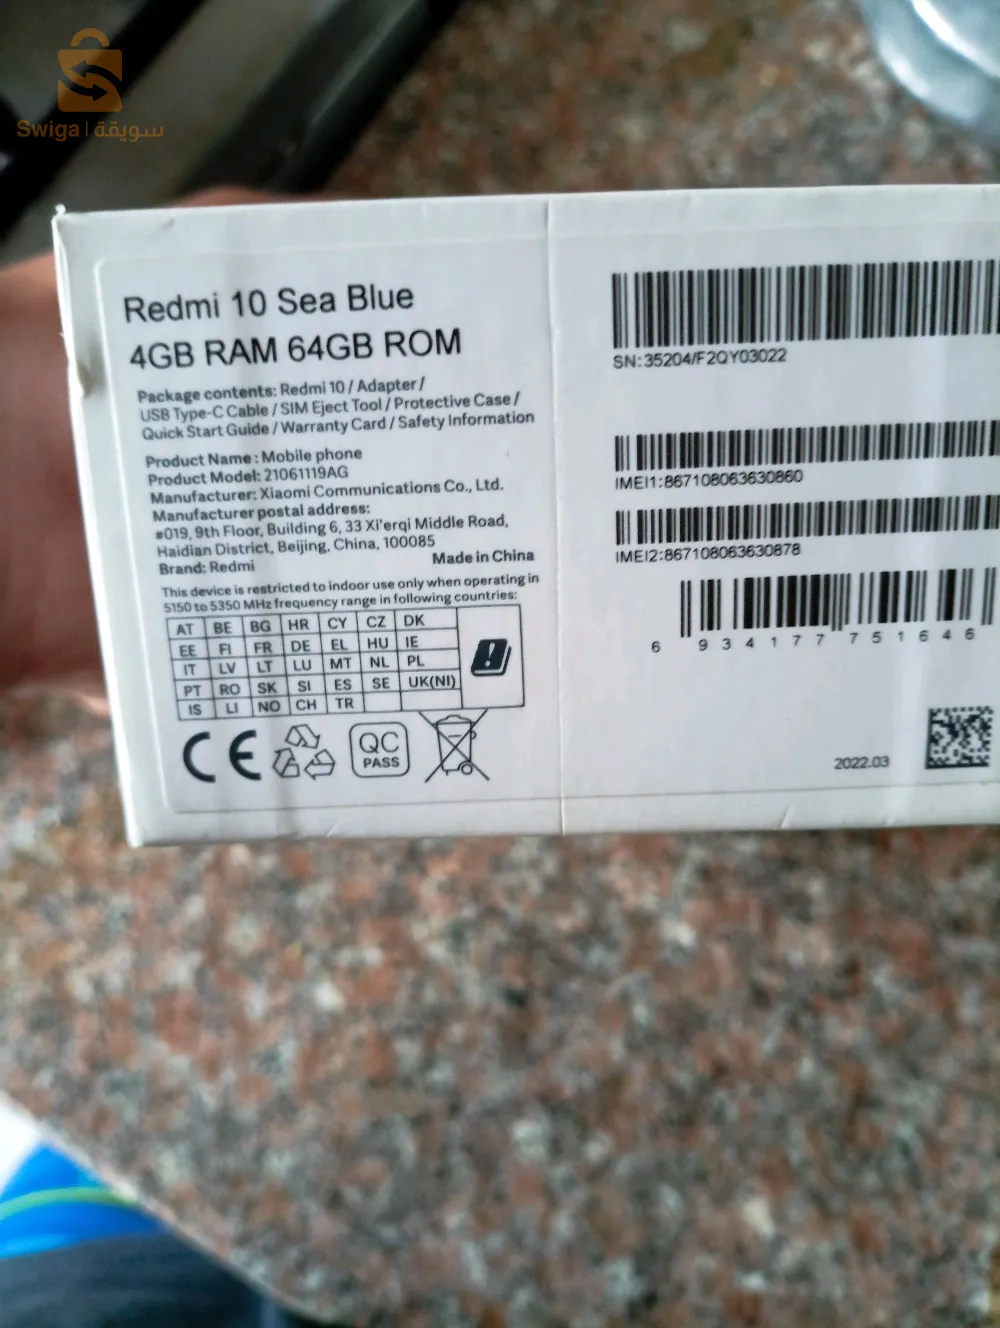 Swiga | سويقة
Redmi 10 Sea Blue
4GB RAM 64GB ROM
Package contents: Redmi 10 / Adapter /
USB Type-C Cable / SIM Eject Tool / Protective Case /
Quick Start Guide / Warranty Card / Safety Information
Product Name : Mobile phone
Product Model: 21061119AG
Manufacturer: Xiaomi Communications Co., Ltd.
Manufacturer postal address:
#019, 9th Floor, Building 6, 33 Xi'erqi Middle Road,
Haidian District, Beijing, China, 100085
Brand: Redmi
Made in China
This device is restricted to indoor use only when operating in
5150 to 5350 MHz frequency range in following countries:
AT BE BG HR CY CZ DK
EE FI FR DE EL HU IE
IT LV LT LU MT NL PL
PT RO SK SI ES SE UK(NI)
IS LI NO CH TR
CE
QC
PASS
SN:35204/F2QY03022
IMEI1:867108063630860
IMEI2:867108063630878
6 934177 751646
2022.03